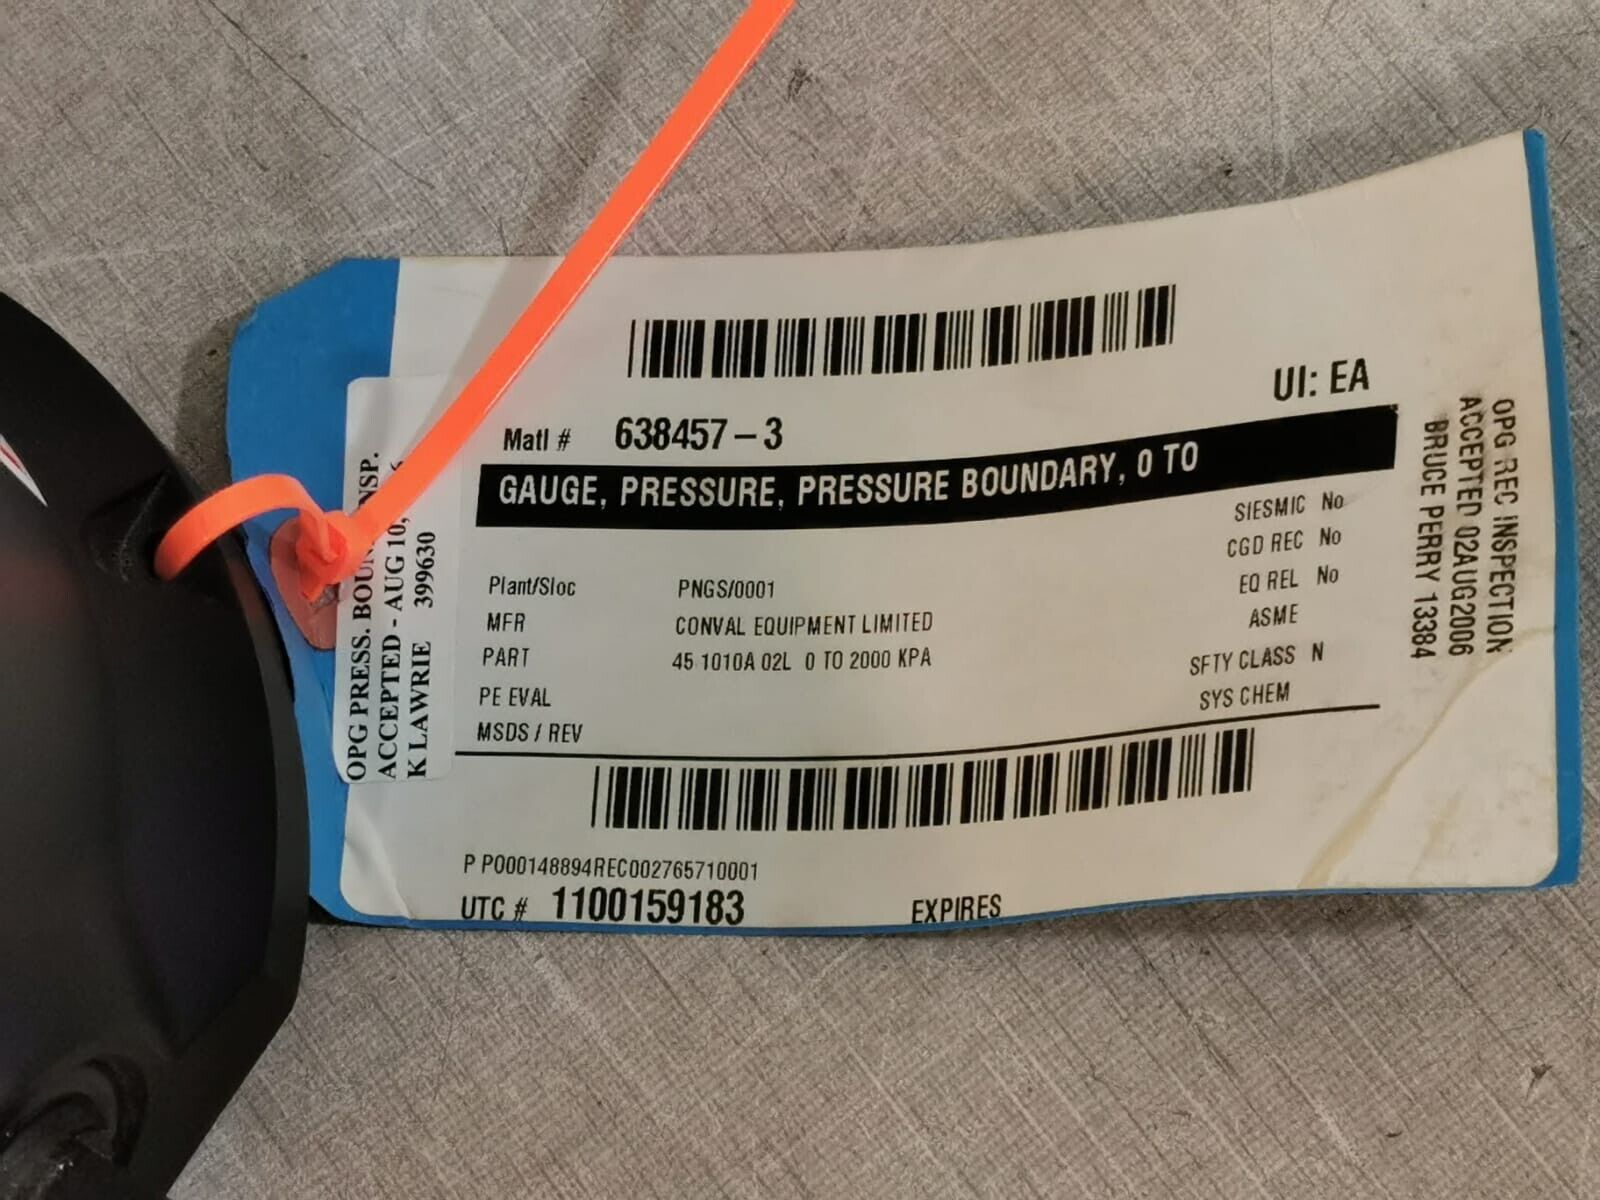 UI: EA
Matl # 638457-3
GAUGE, PRESSURE, PRESSURE BOUNDARY, 0 TO
SIESMIC No
CGD REC No
Plant/Sloc PNGS/0001
EQ REL No
MFR CONVAL EQUIPMENT LIMITED
ASME
PART 45 1010A 02L 0 TO 2000 KPA
SFTY CLASS N
PE EVAL
SYS CHEM
MSDS / REV
P PO00148894REC002765710001
UTC # 1100159183
EXPIRES
OPG PRESS. INSP.
ACCEPTED - AUG 10,
K LAWRIE 399630
OPG REC INSPECTION
ACCEPTED 02AUG2006
BRUCE PERRY 13384